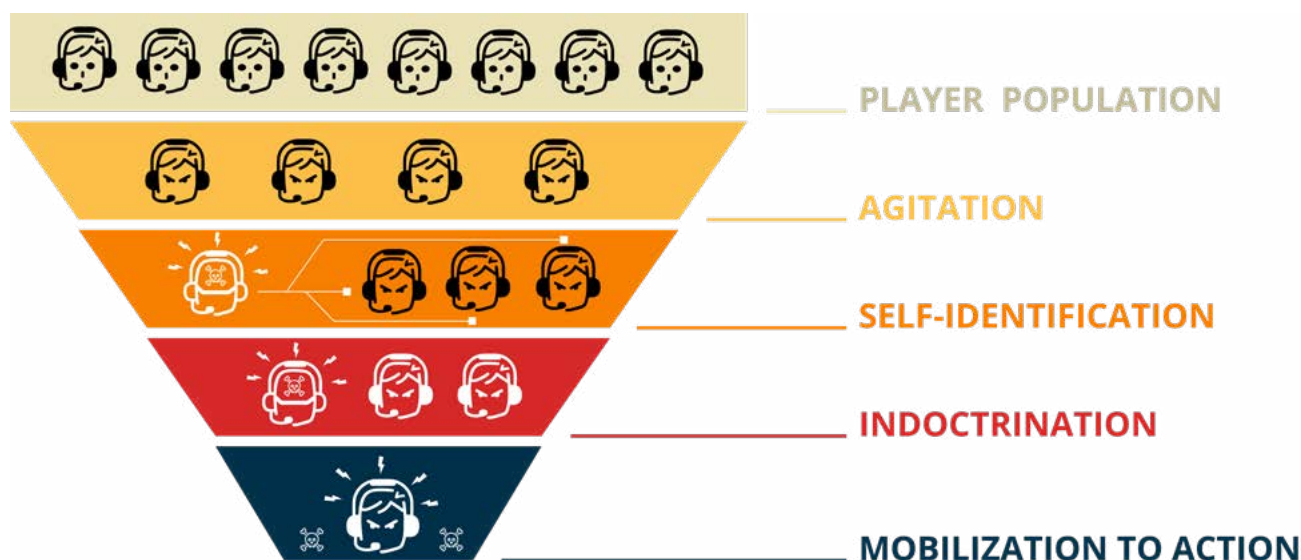 PLAYER POPULATION
AGITATION
SELF-IDENTIFICATION
INDOCTRINATION
MOBILIZATION TO ACTION